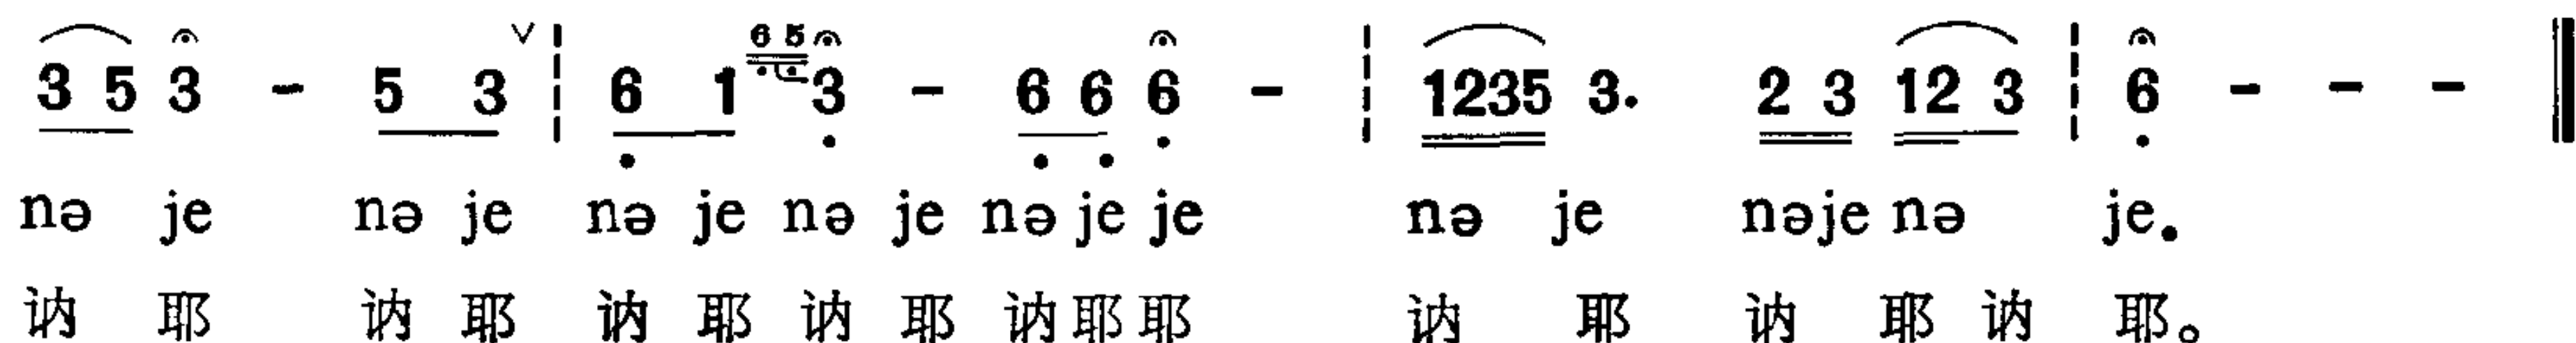 6 5
3 5 3 - 5 3 6 1 3 - 6 6 6 - 1235 3. 2 3 12 3 6 - - -
nə je nə je nə je nə je nə je je nə je nəje nə je.
讷 耶 讷 耶 讷 耶 讷 耶 讷 耶 耶 讷 耶 讷 耶 讷 耶。